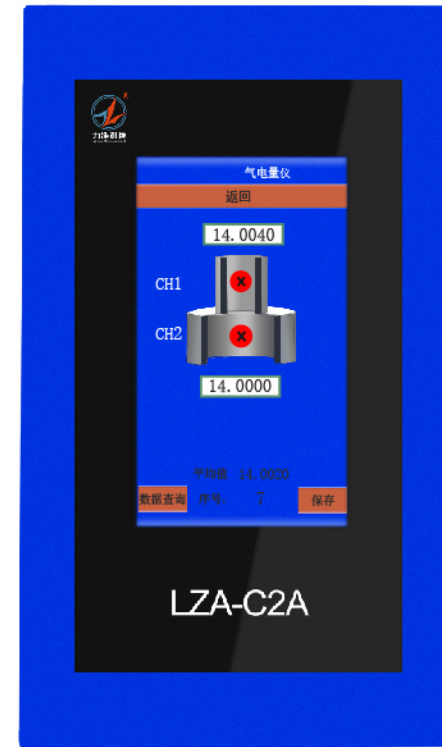 气电量仪
返回
14.0040
CH1
CH2
14.0000
平均值 14.0020
数据查询 序号: 7 保存
LZA-C2A